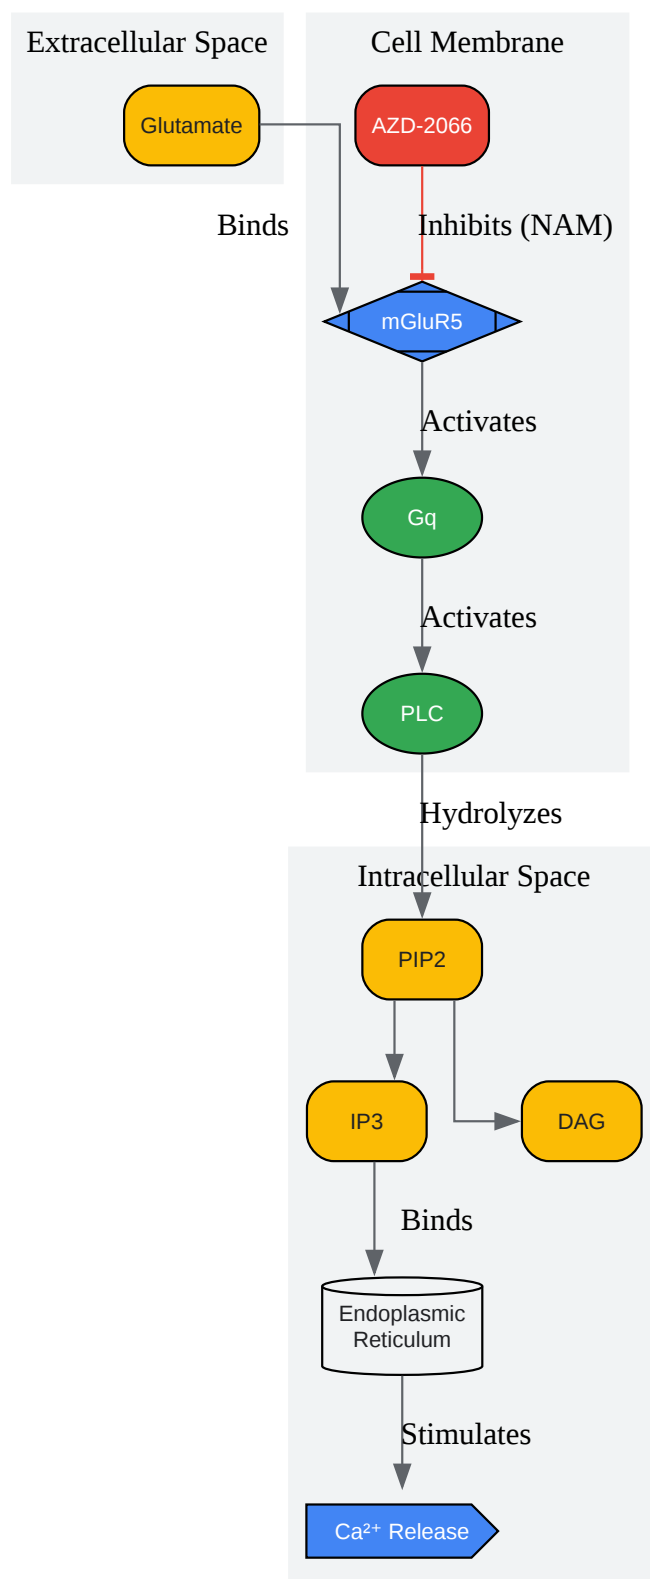 Extracellular Space
Cell Membrane
Glutamate
AZD-2066
Binds
Inhibits (NAM)
mGluR5
Activates
Gq
Activates
PLC
Hydrolyzes
Intracellular Space
PIP2
IP3
DAG
Binds
Endoplasmic
Reticulum
Stimulates
Ca²⁺ Release